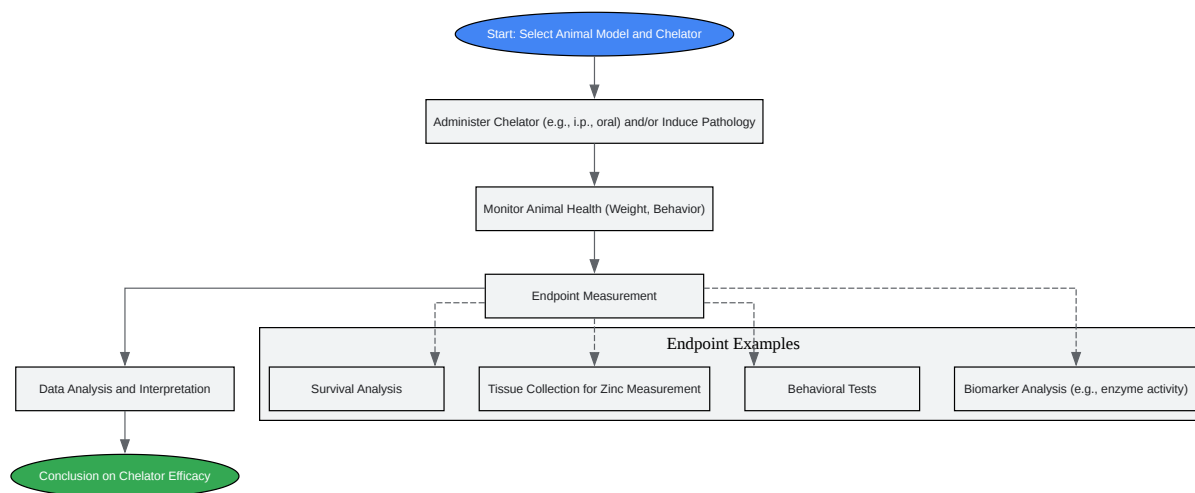 Start: Select Animal Model and Chelator
Administer Chelator (e.g., i.p., oral) and/or Induce Pathology
Monitor Animal Health (Weight, Behavior)
Endpoint Measurement
Endpoint Examples
Data Analysis and Interpretation
Survival Analysis
Tissue Collection for Zinc Measurement
Behavioral Tests
Biomarker Analysis (e.g., enzyme activity)
Conclusion on Chelator Efficacy